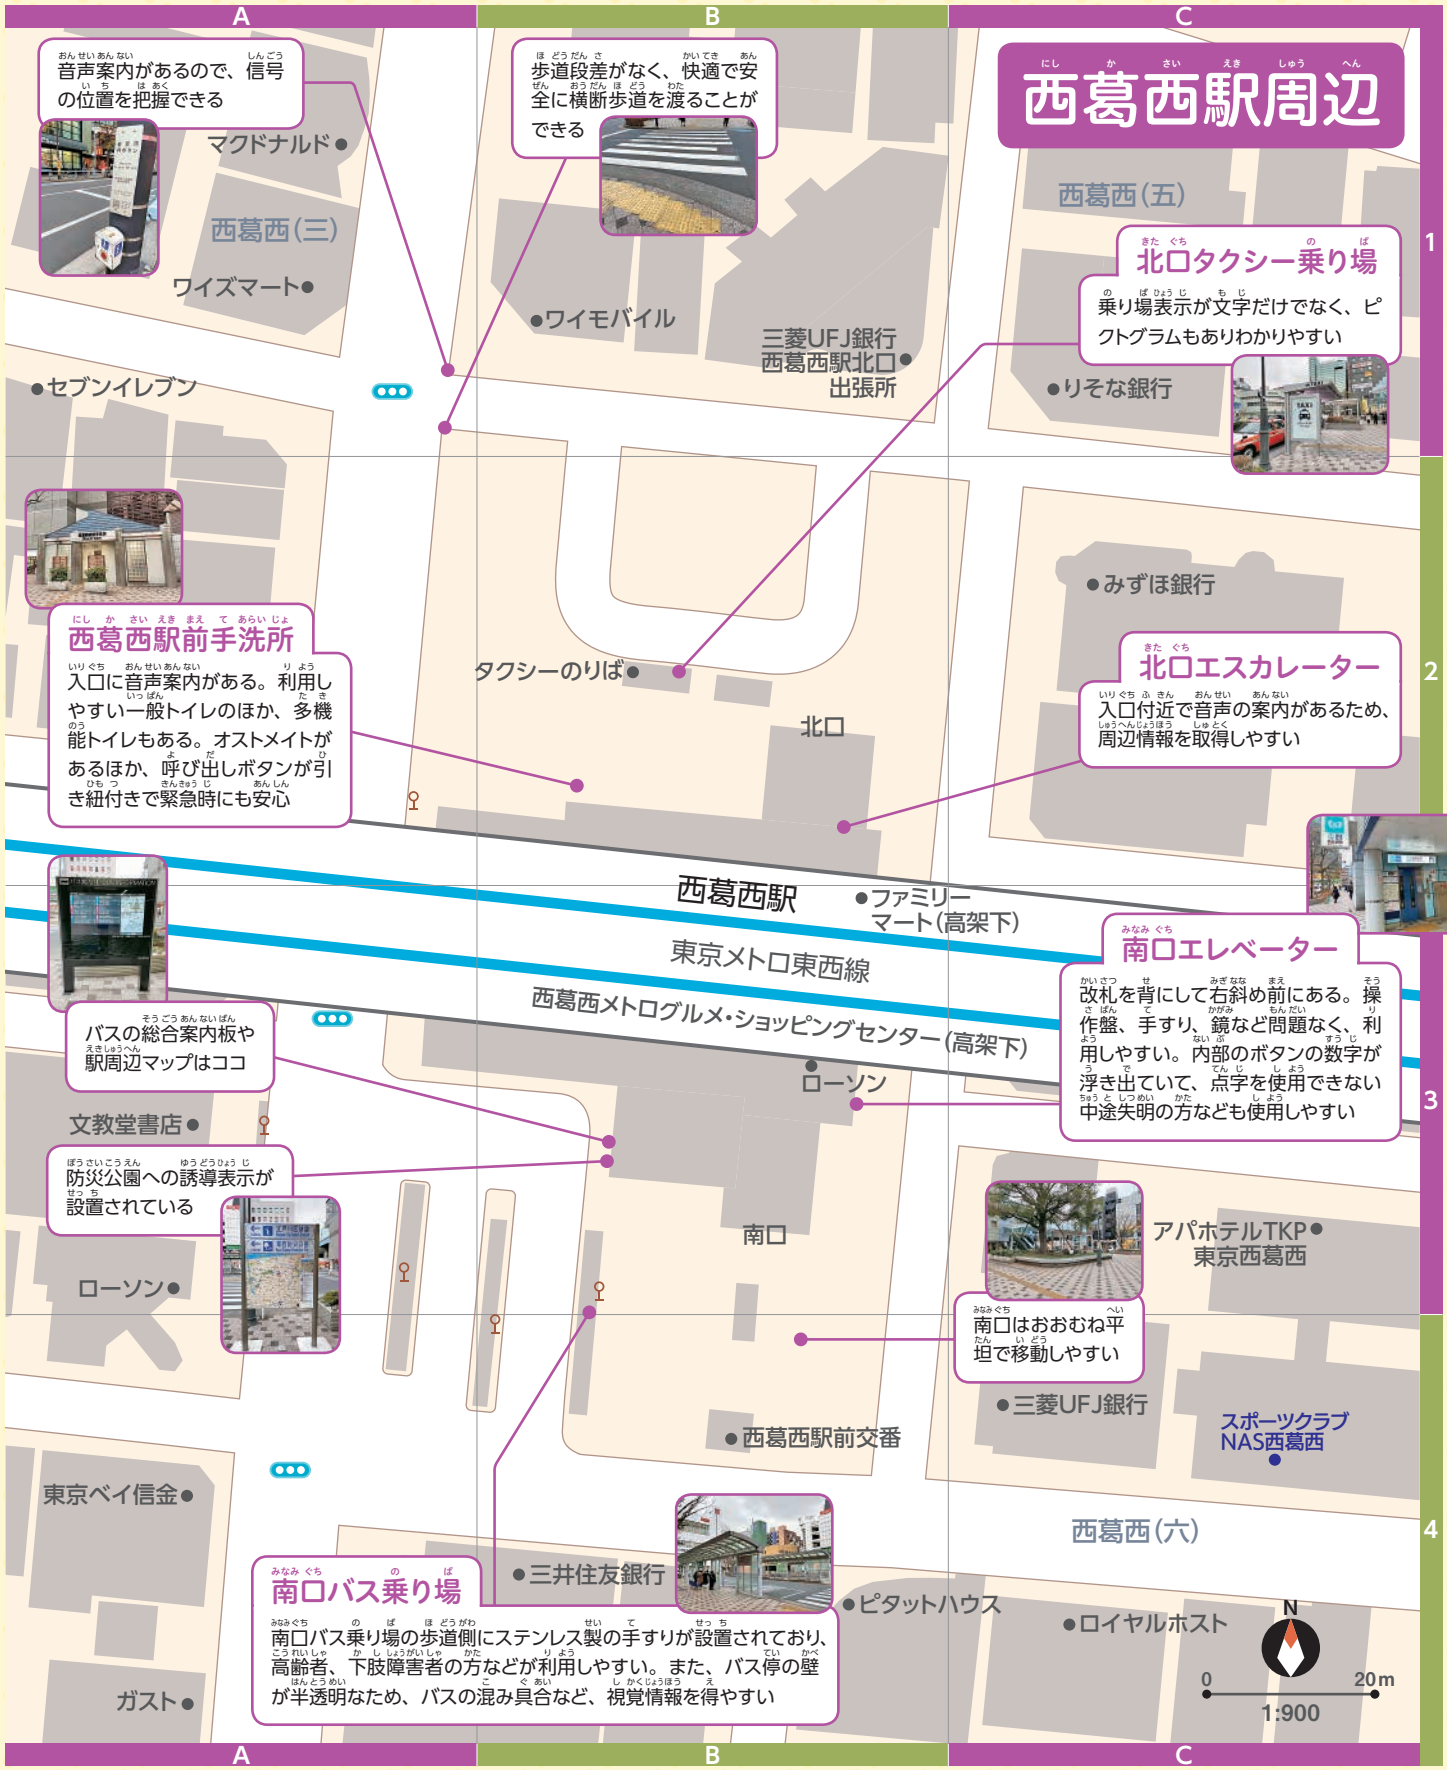 A
B
C
西葛西駅周辺
にしかさいえきしゅうへん
音声案内があるので、信号
の位置を把握できる
歩道段差がなく、快適で安
全に横断歩道を渡ることが
できる
マクドナルド
西葛西(三)
ワイズマート
西葛西(五)
1
北口タクシー乗り場
乗り場表示が文字だけでなく、ピ
クトグラムもありわかりやすい
ワイモバイル
三菱UFJ銀行
西葛西駅北口
出張所
りそな銀行
セブンイレブン
西葛西駅前手洗所
入口に音声案内がある。利用し
やすい一般トイレのほか、多機
能トイレもある。オストメイトが
あるほか、呼び出しボタンが引
き紐付きで緊急時にも安心
みずほ銀行
タクシーのりば
北口
2
北口エスカレーター
入口付近で音声の案内があるため、
周辺情報を取得しやすい
西葛西駅
ファミリー
マート(高架下)
東京メトロ東西線
西葛西メトログルメ・ショッピングセンター(高架下)
南口エレベーター
改札を背にして右斜め前にある。操
作盤、手すり、鏡など問題なく、利
用しやすい。内部のボタンの数字が
浮き出ていて、点字を使用できない
中途失明の方なども使用しやすい
3
バスの総合案内板や
駅周辺マップはココ
ローソン
文教堂書店
防災公園への誘導表示が
設置されている
南口
アパホテルTKP
東京西葛西
ローソン
南口はおおむね平
坦で移動しやすい
三菱UFJ銀行
スポーツクラブ
NAS西葛西
西葛西駅前交番
東京ベイ信金
西葛西(六)
4
三井住友銀行
南口バス乗り場
南口バス乗り場の歩道側にステンレス製の手すりが設置されており、
高齢者、下肢障害者の方などが利用しやすい。また、バス停の壁
が半透明なため、バスの混み具合など、視覚情報を得やすい
ピタットハウス
ロイヤルホスト
ガスト
N
0 20m
1:900
A
B
C